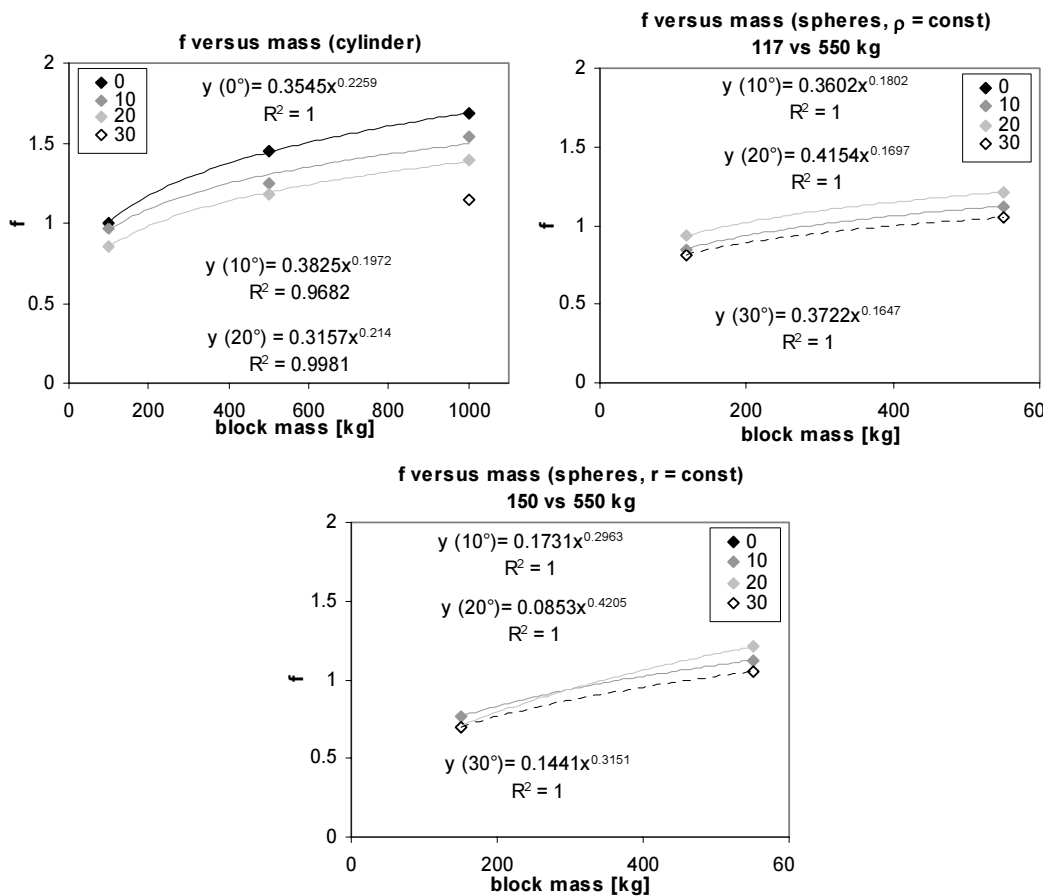 f versus mass (cylinder)
2
1.5
1
0.5
0
f
0
10
20
30
y (0°)= 0.3545x^0.2259
R² = 1
y (10°)= 0.3825x^0.1972
R² = 0.9682
y (20°)= 0.3157x^0.214
R² = 0.9981
0 200 400 600 800 1000
block mass [kg]
f versus mass (spheres, ρ = const)
117 vs 550 kg
2
1.5
1
0.5
0
f
y (10°)= 0.3602x^0.1802
R² = 1
y (20°)= 0.4154x^0.1697
R² = 1
0
10
20
30
y (30°)= 0.3722x^0.1647
R² = 1
0 200 400 60
block mass [kg]
f versus mass (spheres, r = const)
150 vs 550 kg
2
1.5
1
0.5
0
f
y (10°)= 0.1731x^0.2963
R² = 1
y (20°)= 0.0853x^0.4205
R² = 1
0
10
20
30
y (30°)= 0.1441x^0.3151
R² = 1
0 200 400 60
block mass [kg]